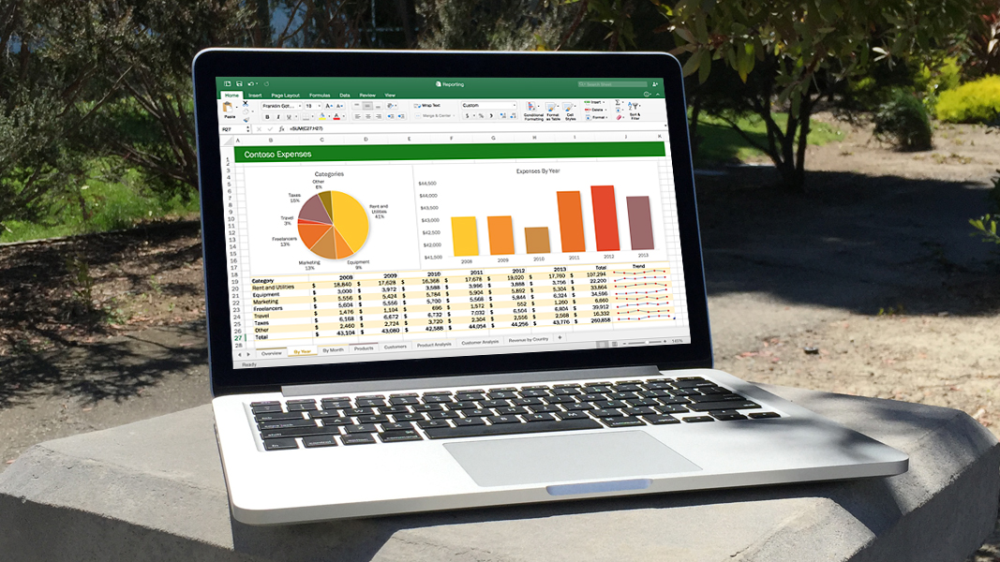 Reporting
Home Insert Page Layout Formulas Data Review View
Franklin Got... Wrap Text Custom Insert
Merge & Center Conditional Formatting Format as Table Cell Styles Delete Format Sort & Filter
R27 fx =SUM(E27:H27)
A B C D E F G H I J K
Contoso Expenses
Categories
Other 6%
Taxes 15%
Travel 3%
Freelancers 13%
Marketing 13%
Equipment 9%
Rent and Utilities 41%
Expenses By Year
$44,500
$44,000
$43,500
$43,000
$42,500
$42,000
$41,500
2008 2009 2010 2011 2012 2013
Category 2008 2009 2010 2011 2012 2013 Total Trend
Rent and Utilities $ 18,840 $ 17,628 $ 16,368 $ 17,678 $ 19,020 $ 17,760 $ 107,294
Equipment $ 3,000 $ 3,972 $ 3,588 $ 3,996 $ 3,888 $ 3,756 $ 22,200
Marketing $ 5,556 $ 5,424 $ 5,784 $ 5,904 $ 5,892 $ 5,304 $ 33,864
Freelancers $ 5,604 $ 5,556 $ 5,700 $ 5,568 $ 5,844 $ 6,324 $ 34,596
Travel $ 1,476 $ 1,104 $ 696 $ 1,572 $ 552 $ 1,260 $ 6,660
Taxes $ 6,168 $ 6,672 $ 6,732 $ 7,032 $ 6,504 $ 6,804 $ 39,912
Other $ 2,460 $ 2,724 $ 3,720 $ 2,304 $ 2,556 $ 2,568 $ 16,332
Total $ 43,104 $ 43,080 $ 42,588 $ 44,054 $ 44,256 $ 43,776 $ 260,858
Overview By Year By Month Products Customers Product Analysis Customer Analysis Revenue by Country +
Ready